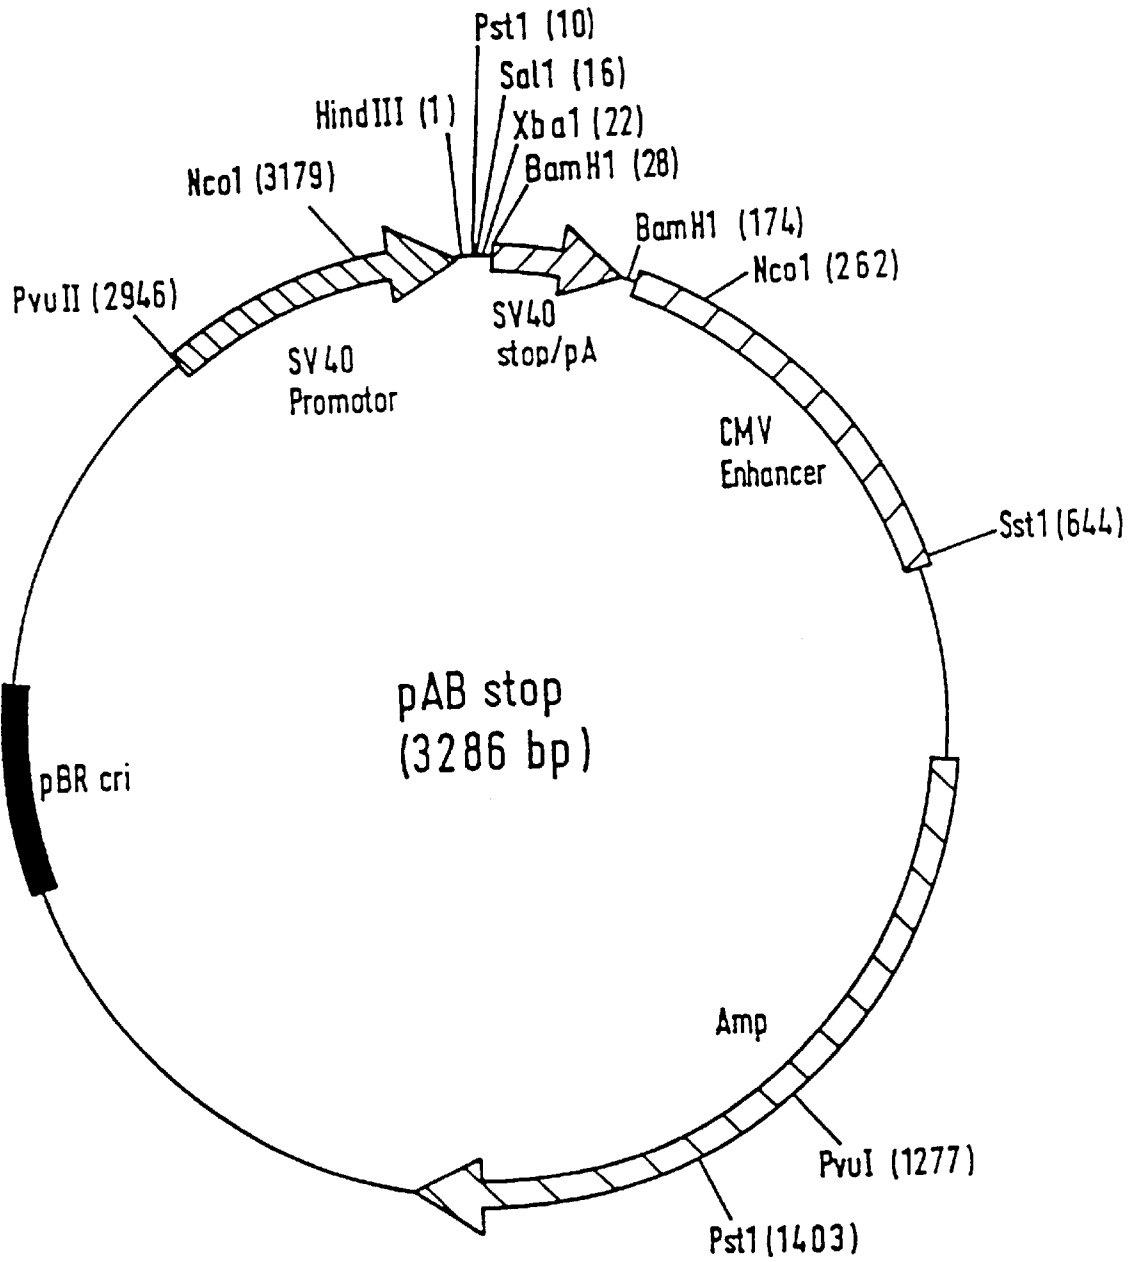 Pst1 (10)
Sal1 (16)
HindIII (1)
Xba1 (22)
BamH1 (28)
Nco1 (3179)
BamH1 (174)
Nco1 (262)
PvuII (2946)
SV40
stop/pA
SV40
Promotor
CMV
Enhancer
Sst1 (644)
pAB stop
(3286 bp)
pBR cri
Amp
PvuI (1277)
Pst1 (1403)